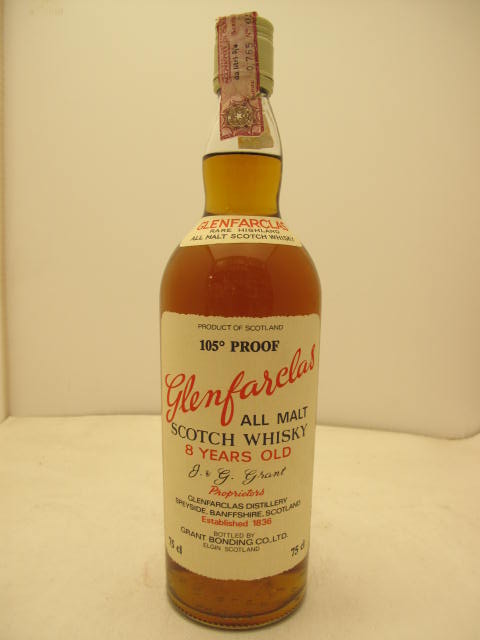 0,765
GLENFARCLAS
RARE HIGHLAND
ALL MALT SCOTCH WHISKY
PRODUCT OF SCOTLAND
105° PROOF
Glenfarclas
ALL MALT
SCOTCH WHISKY
8 YEARS OLD
J. & G. Grant
Proprietors
GLENFARCLAS DISTILLERY
SPEYSIDE, BANFFSHIRE, SCOTLAND
Established 1836
BOTTLED BY
GRANT BONDING CO., LTD.
ELGIN SCOTLAND
75 cl
75 cl